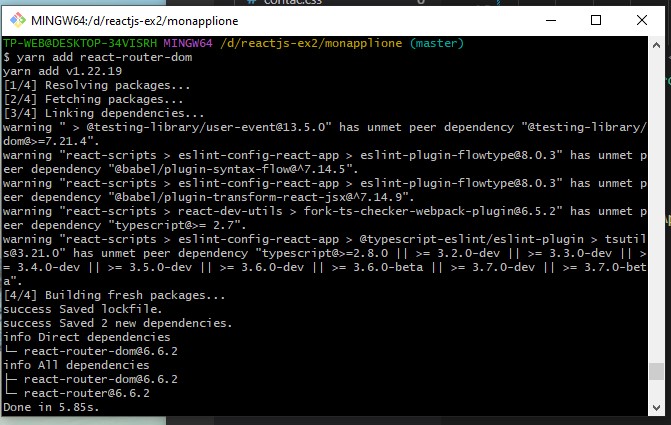 # contac.css
MINGW64:/d/reactjs-ex2/monapplione
TP-WEB@DESKTOP-34VISRH MINGW64 /d/reactjs-ex2/monapplione (master)
$ yarn add react-router-dom
yarn add v1.22.19
[1/4] Resolving packages...
[2/4] Fetching packages...
[3/4] Linking dependencies...
warning " > @testing-library/user-event@13.5.0" has unmet peer dependency "@testing-library/
dom@>=7.21.4".
warning "react-scripts > eslint-config-react-app > eslint-plugin-flowtype@8.0.3" has unmet p
eer dependency "@babel/plugin-syntax-flow@^7.14.5".
warning "react-scripts > eslint-config-react-app > eslint-plugin-flowtype@8.0.3" has unmet p
eer dependency "@babel/plugin-transform-react-jsx@^7.14.9".
warning "react-scripts > react-dev-utils > fork-ts-checker-webpack-plugin@6.5.2" has unmet p
eer dependency "typescript@>= 2.7".
warning "react-scripts > eslint-config-react-app > @typescript-eslint/eslint-plugin > tsutil
s@3.21.0" has unmet peer dependency "typescript@>=2.8.0 || >= 3.2.0-dev || >= 3.3.0-dev || >
= 3.4.0-dev || >= 3.5.0-dev || >= 3.6.0-dev || >= 3.6.0-beta || >= 3.7.0-dev || >= 3.7.0-bet
a".
[4/4] Building fresh packages...
success Saved lockfile.
success Saved 2 new dependencies.
info Direct dependencies
└─ react-router-dom@6.6.2
info All dependencies
├─ react-router-dom@6.6.2
└─ react-router@6.6.2
Done in 5.85s.